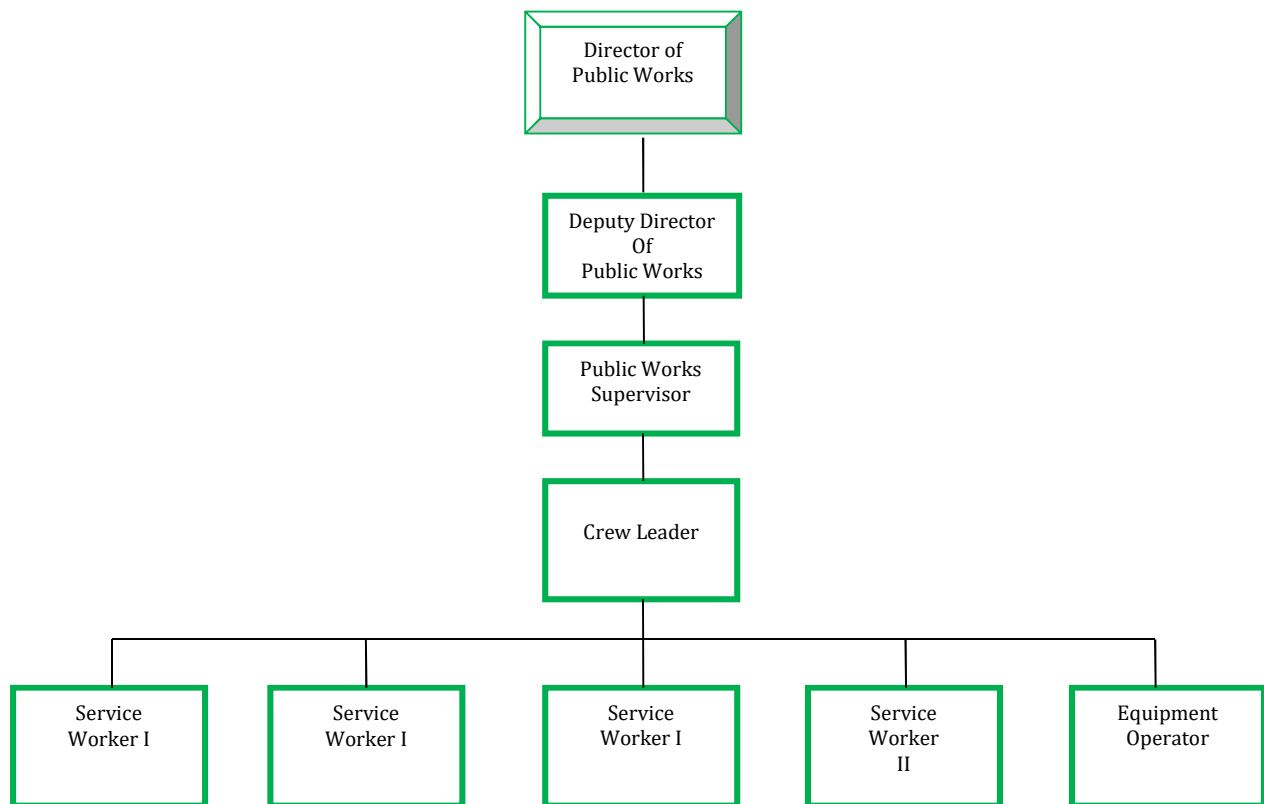 Director of
Public Works
Deputy Director
Of
Public Works
Public Works
Supervisor
Crew Leader
Service
Worker I
Service
Worker I
Service
Worker I
Service
Worker
II
Equipment
Operator